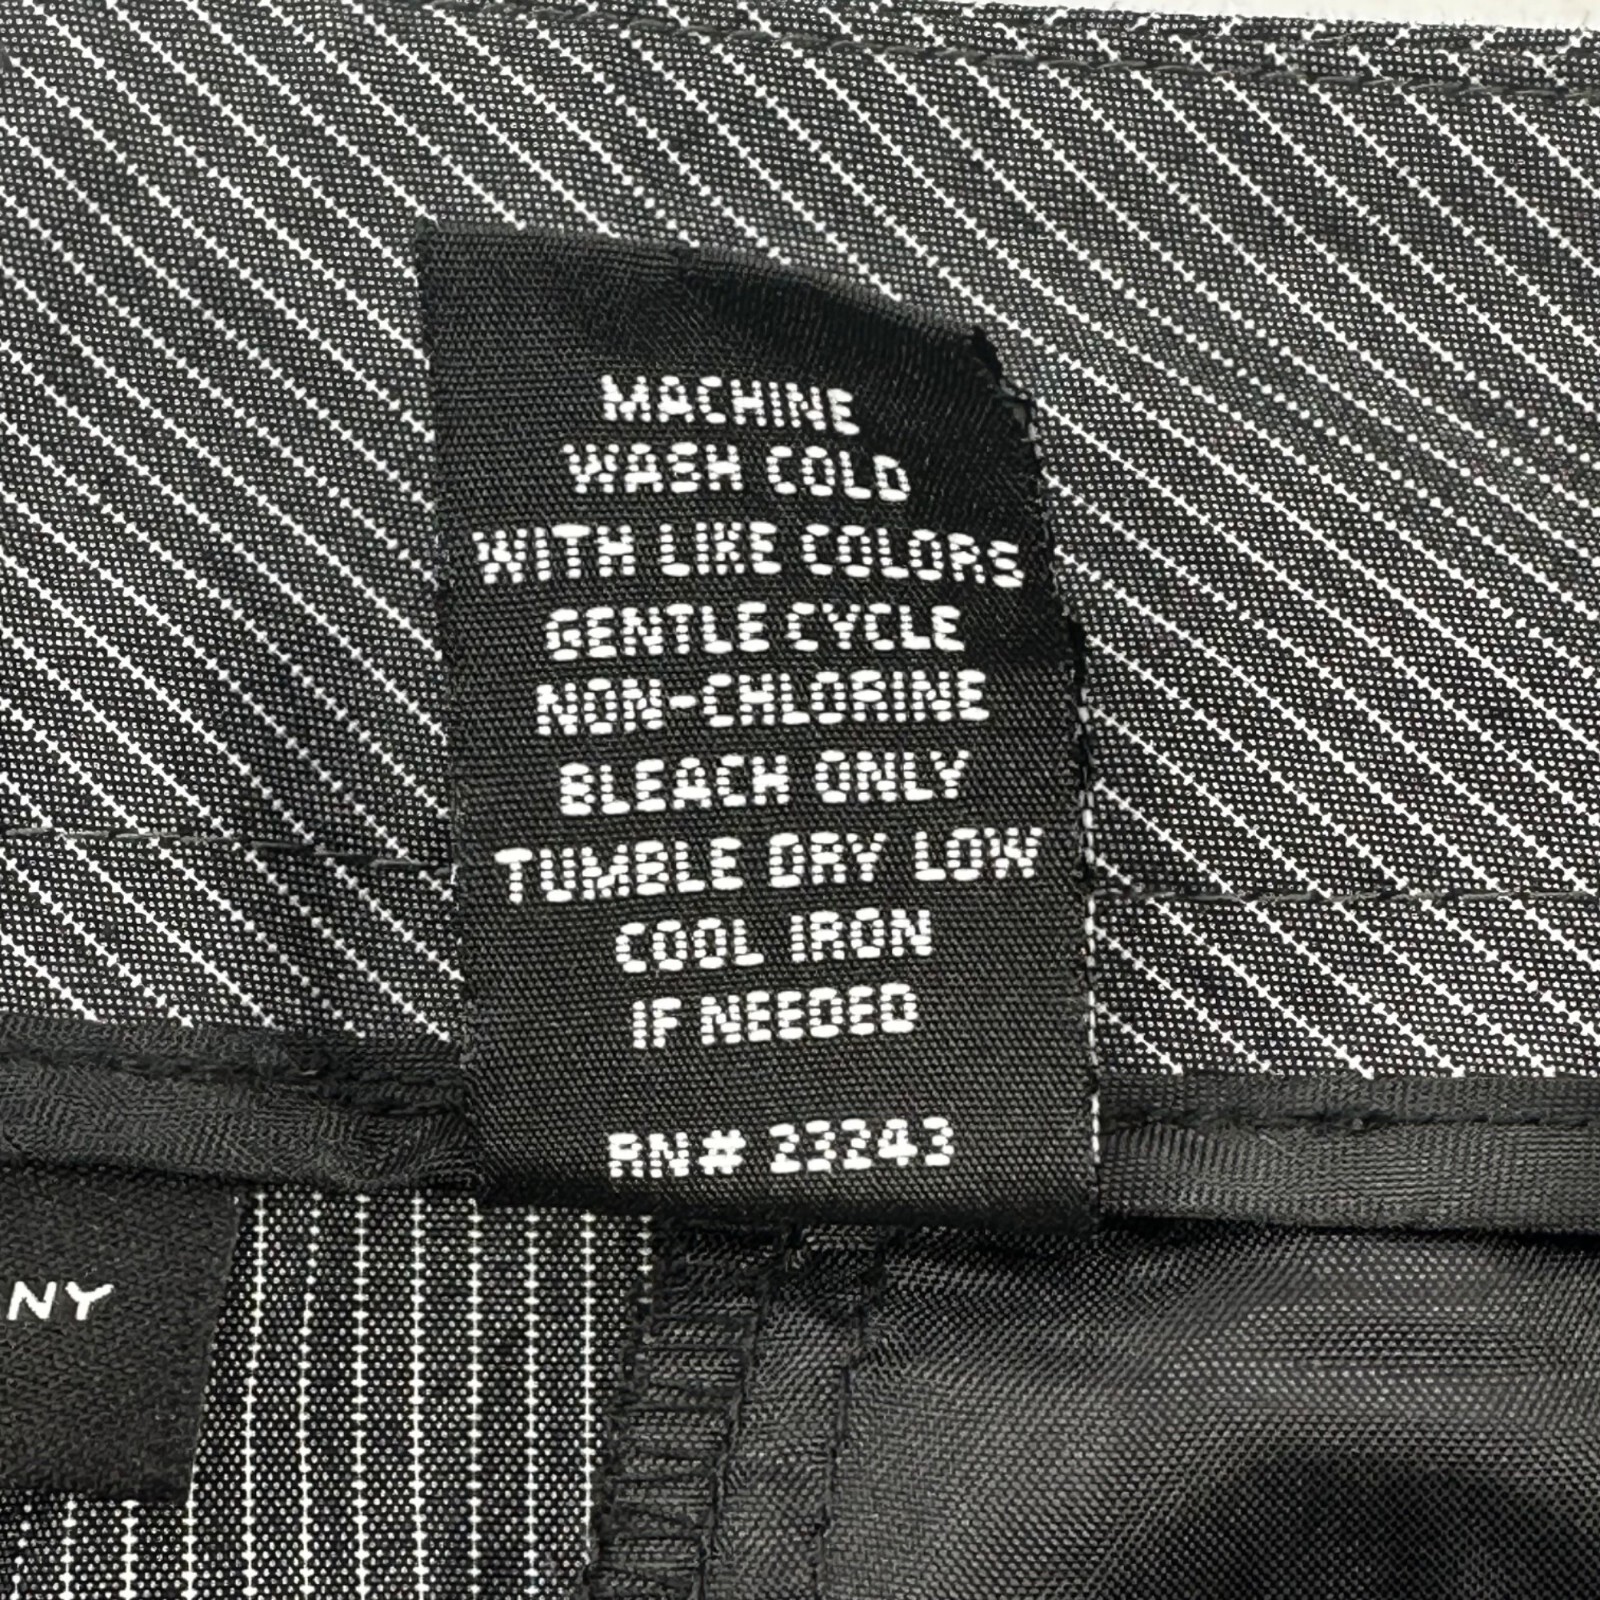 MACHINE
WASH COLD
WITH LIKE COLORS
GENTLE CYCLE
NON-CHLORINE
BLEACH ONLY
TUMBLE DRY LOW
COOL IRON
IF NEEDED
RN# 23243
NY